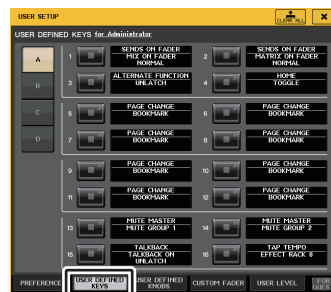 USER SETUP
CLEAR ALL
USER DEFINED KEYS for Administrator
A
B
C
D
1
SENDS ON FADER
MIX ON FADER
NORMAL
2
SENDS ON FADER
MATRIX ON FADER
NORMAL
3
ALTERNATE FUNCTION
UNLATCH
4
HOME
TOGGLE
5
PAGE CHANGE
BOOKMARK
6
PAGE CHANGE
BOOKMARK
7
PAGE CHANGE
BOOKMARK
8
PAGE CHANGE
BOOKMARK
9
PAGE CHANGE
BOOKMARK
10
PAGE CHANGE
BOOKMARK
11
PAGE CHANGE
BOOKMARK
12
PAGE CHANGE
BOOKMARK
13
MUTE MASTER
MUTE GROUP 1
14
MUTE MASTER
MUTE GROUP 2
15
TALKBACK
TALKBACK ON
UNLATCH
16
TAP TEMPO
EFFECT RACK 8
PREFERENCE
USER DEFINED
KEYS
USER DEFINED
KNOBS
CUSTOM FADER
USER LEVEL
FOR
GUES